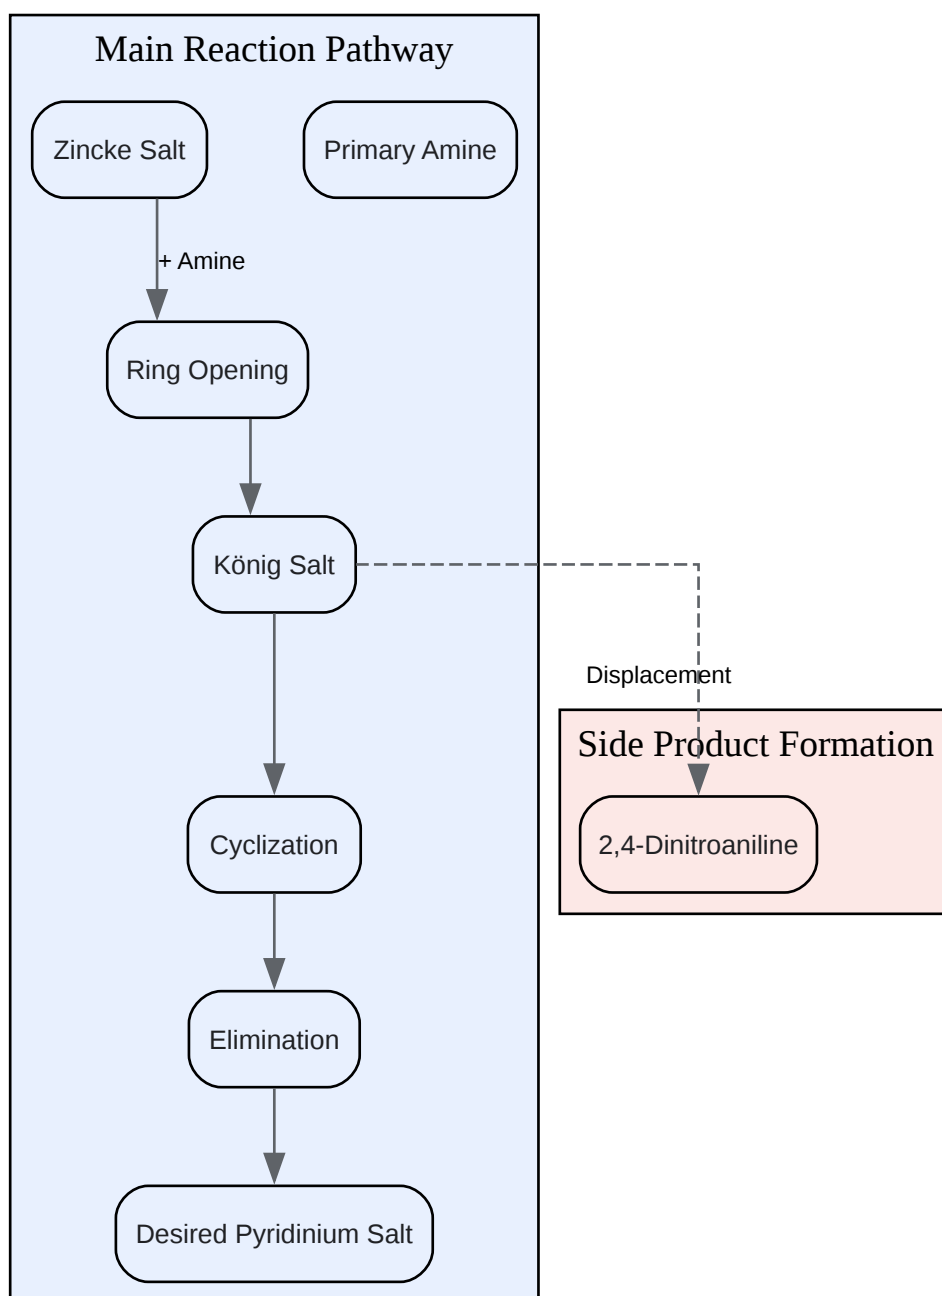 Main Reaction Pathway
Zincke Salt
Primary Amine
+ Amine
Ring Opening
König Salt
Displacement
Side Product Formation
Cyclization
2,4-Dinitroaniline
Elimination
Desired Pyridinium Salt